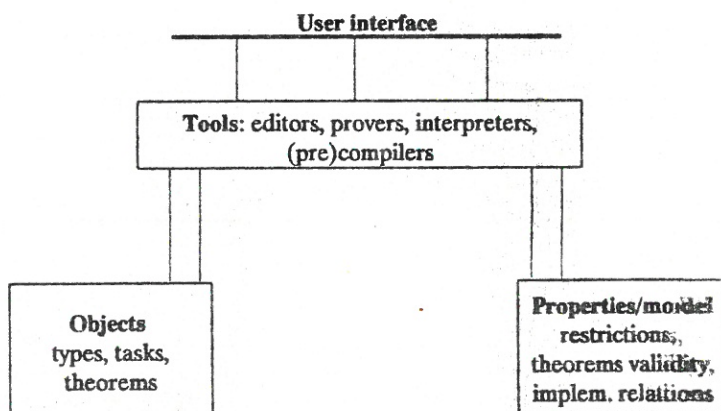 User interface
Tools: editors, provers, interpreters,
(pre)compilers
Objects
types, tasks,
theorems
Properties/model
restrictions,
theorems validity,
implem. relations